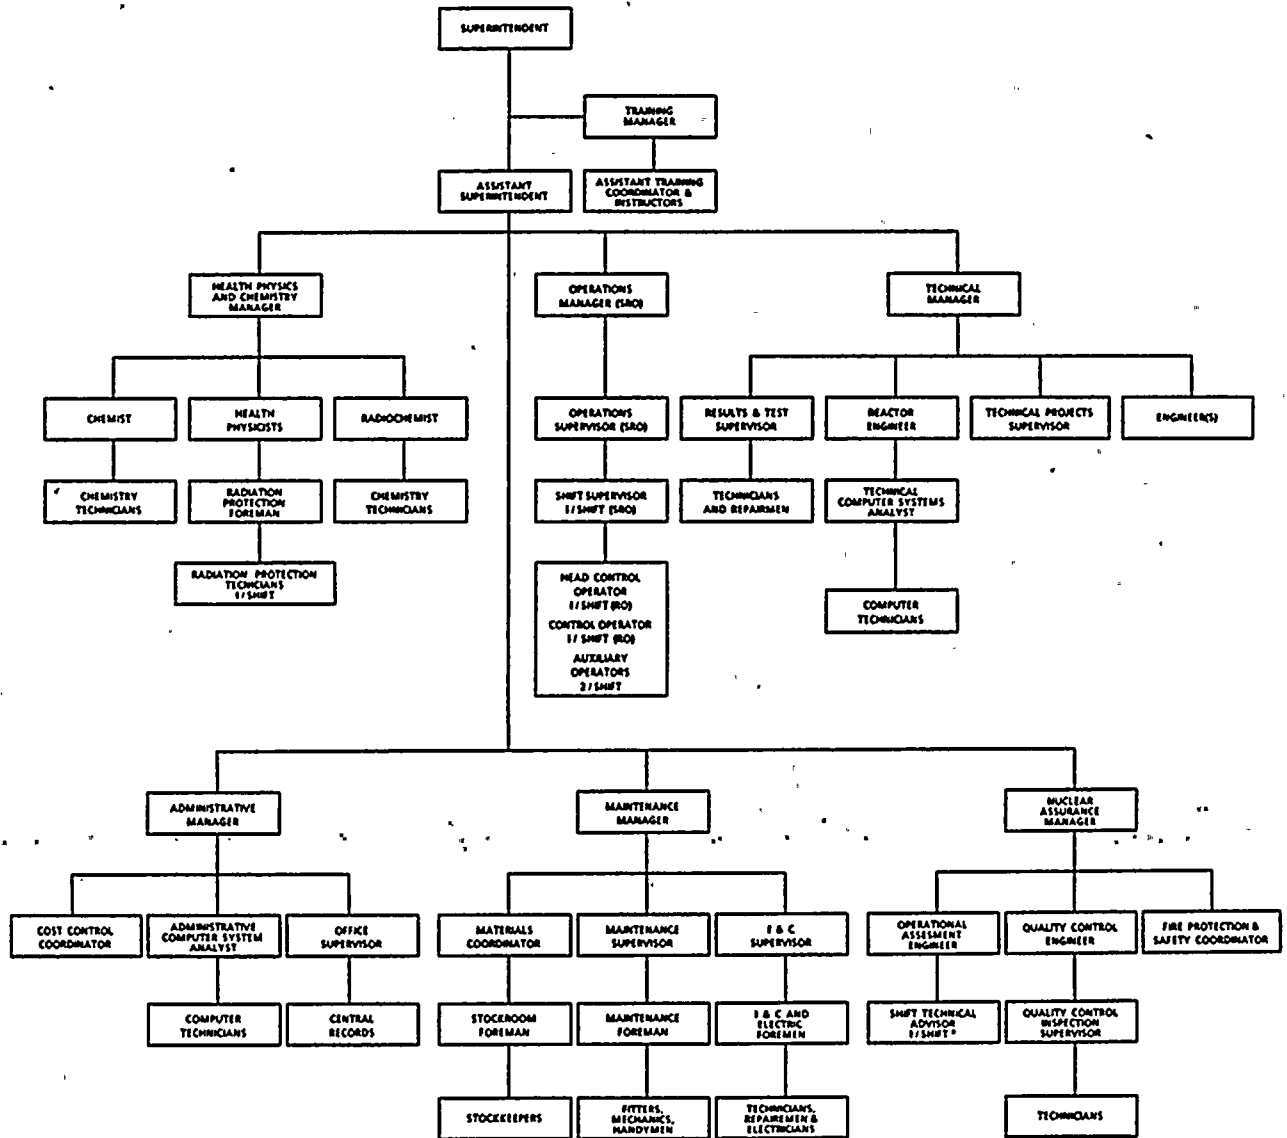 SUPERINTENDENT
TRAINING
MANAGER
ASSISTANT
SUPERINTENDENT
ASSISTANT TRAINING
COORDINATOR &
INSTRUCTORS
HEALTH PHYSICS
AND CHEMISTRY
MANAGER
OPERATIONS
MANAGER (SRO)
TECHNICAL
MANAGER
CHEMIST
HEALTH
PHYSICISTS
RADIOCHEMIST
OPERATIONS
SUPERVISOR (SRO)
RESULTS & TEST
SUPERVISOR
REACTOR
ENGINEER
TECHNICAL PROJECTS
SUPERVISOR
ENGINEER(S)
CHEMISTRY
TECHNICIANS
RADIATION
PROTECTION
FOREMAN
CHEMISTRY
TECHNICIANS
SHIFT SUPERVISOR
1/SHIFT (SRO)
TECHNICIANS
AND REPAIRMEN
TECHNICAL
COMPUTER SYSTEMS
ANALYST
RADIATION PROTECTION
TECHICIANS
1/SHIFT
HEAD CONTROL
OPERATOR
1/SHIFT (RO)
CONTROL OPERATOR
1/SHIFT (RO)
AUXILIARY
OPERATORS
2/SHIFT
COMPUTER
TECHNICIANS
ADMINISTRATIVE
MANAGER
MAINTENANCE
MANAGER
NUCLEAR
ASSURANCE
MANAGER
COST CONTROL
COORDINATOR
ADMINISTRATIVE
COMPUTER SYSTEM
ANALYST
OFFICE
SUPERVISOR
MATERIALS
COORDINATOR
MAINTENANCE
SUPERVISOR
I & C
SUPERVISOR
OPERATIONAL
ASSESMENT
ENGINEER
QUALITY CONTROL
ENGINEER
FIRE PROTECTION &
SAFETY COORDINATOR
COMPUTER
TECHNICIANS
CENTRAL
RECORDS
STOCKROOM
FOREMAN
MAINTENANCE
FOREMAN
I & C AND
ELECTRIC
FOREMEN
SHIFT TECHNICAL
ADVISOR
1/SHIFT *
QUALITY CONTROL
INSPECTION
SUPERVISOR
STOCKKEEPERS
FITTERS,
MECHANICS,
HANDYMEN
TECHNICIANS,
REPAIREMEN &
ELECTRICIANS
TECHNICIANS